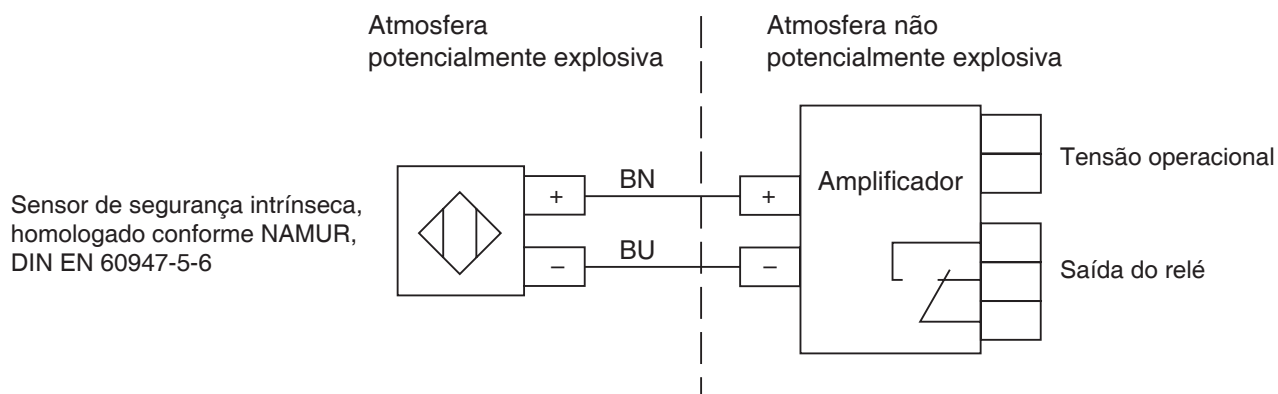 Atmosfera
potencialmente explosiva
Atmosfera não
potencialmente explosiva
Sensor de segurança intrínseca,
homologado conforme NAMUR,
DIN EN 60947-5-6
+
BN
+
–
BU
–
Amplificador
Tensão operacional
Saída do relé